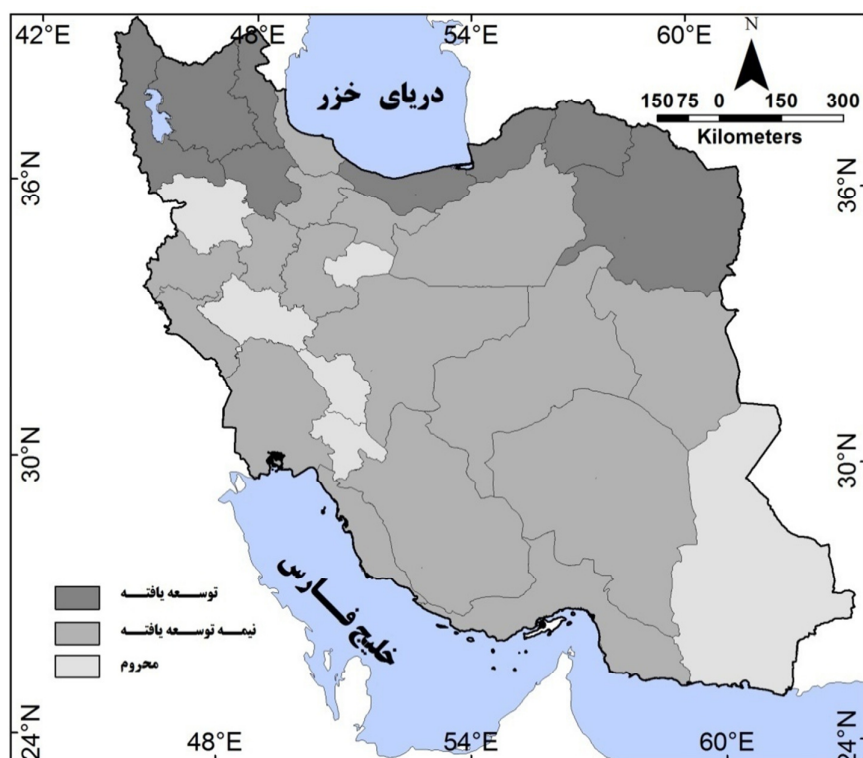 42°E 48°E 54°E 60°E
N
150 75 0 150 300
Kilometers
دریای خزر
36°N 36°N
30°N 30°N
توسعه یافته
نیمه توسعه یافته
محروم
خلیج فارس
24°N 24°N
48°E 54°E 60°E